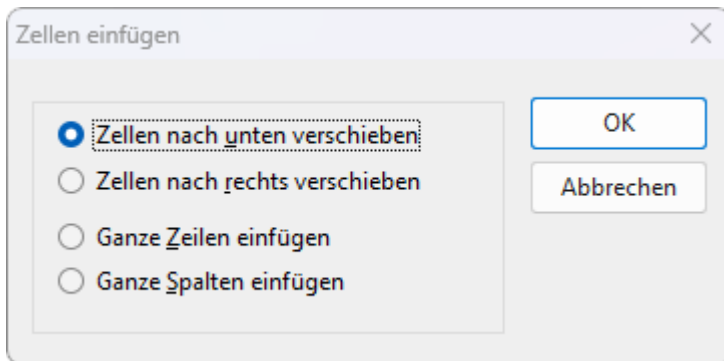 Zellen einfügen
Zellen nach unten verschieben
Zellen nach rechts verschieben
Ganze Zeilen einfügen
Ganze Spalten einfügen
OK
Abbrechen